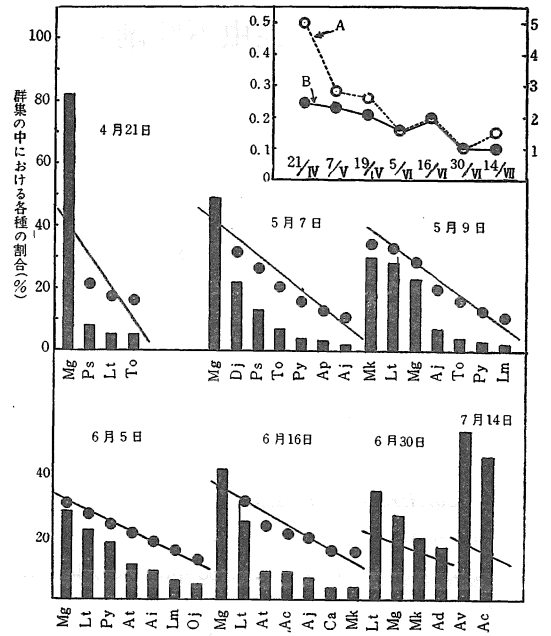 群集の中における各種の割合(%)
100
80
60
40
20
0
4月21日
Mg Ps Lt To
0.5
0.4
0.3
0.2
0.1
0
5
4
3
2
1
A
B
21/IV 7/V 19/IV 5/VI 16/VI 30/VI 14/VII
5月7日
Mg Dj Ps To Py Ap Aj
5月9日
Mk Lt Mg Aj To Py Lm
40
20
6月5日
Mg Lt Py At Ai Lm Oj
6月16日
Mg Lt At Ac Aj Ca Mk
6月30日
Lt Mg Mk Ad
7月14日
Av Ac